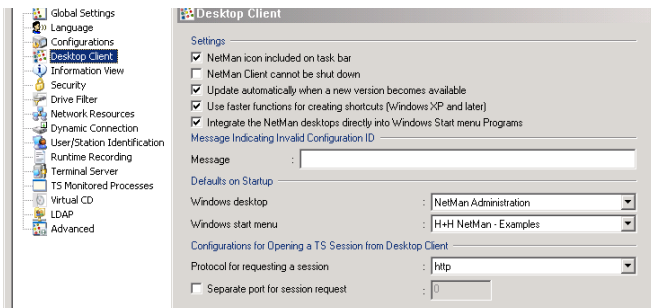 Global Settings
Language
Configurations
Desktop Client
Information View
Security
Drive Filter
Network Resources
Dynamic Connection
User/Station Identification
Runtime Recording
Terminal Server
TS Monitored Processes
Virtual CD
LDAP
Advanced
Desktop Client
Settings
NetMan icon included on task bar
NetMan Client cannot be shut down
Update automatically when a new version becomes available
Use faster functions for creating shortcuts (Windows XP and later)
Integrate the NetMan desktops directly into Windows Start menu Programs
Message Indicating Invalid Configuration ID
Message :
Defaults on Startup
Windows desktop : NetMan Administration
Windows start menu : H+H NetMan - Examples
Configurations for Opening a TS Session from Desktop Client
Protocol for requesting a session : http
Separate port for session request : 0